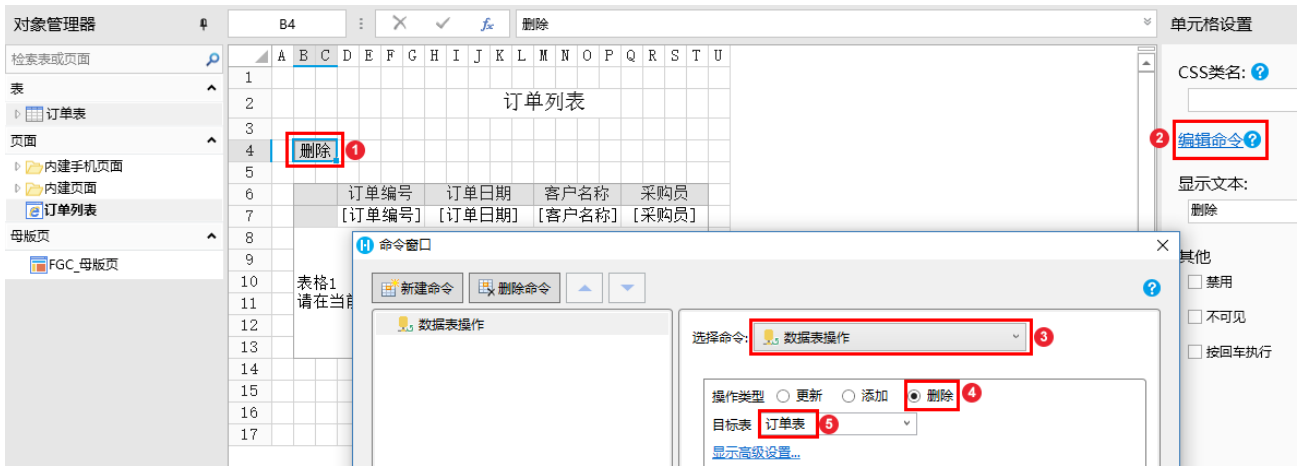 对象管理器
B4
删除
单元格设置
检索表或页面
A B C D E F G H I J K L M N O P Q R S T U
CSS类名: ?
表
1
订单表
2 订单列表
3
页面
4 删除 1
2 编辑命令 ?
内建手机页面
5
内建页面
6 订单编号 订单日期 客户名称 采购员
显示文本:
订单列表
7 [订单编号] [订单日期] [客户名称] [采购员]
删除
母版页
8
命令窗口
9
其他
FGC_母版页
10 表格1
新建命令 删除命令 ?
禁用
11 请在当前
12
数据表操作
选择命令: 数据表操作 3
不可见
13
按回车执行
14
15
操作类型 更新 添加 删除 4
16
目标表 订单表 5
17
显示高级设置...